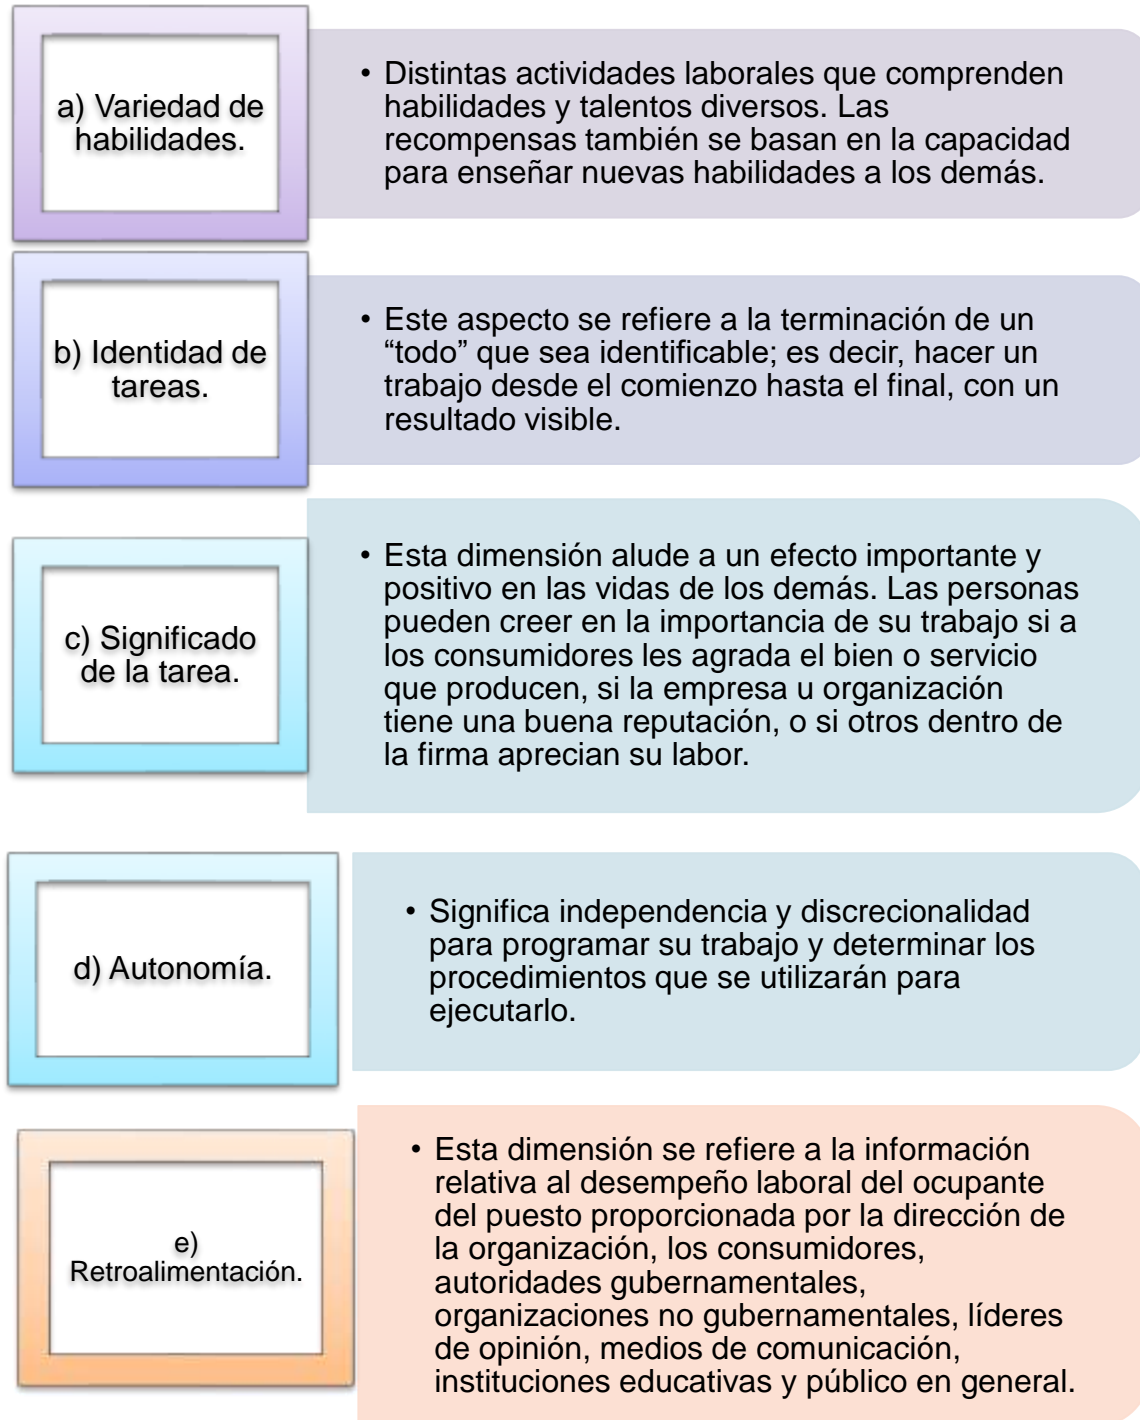 a) Variedad de
habilidades.
• Distintas actividades laborales que comprenden
habilidades y talentos diversos. Las
recompensas también se basan en la capacidad
para enseñar nuevas habilidades a los demás.
b) Identidad de
tareas.
• Este aspecto se refiere a la terminación de un
“todo” que sea identificable; es decir, hacer un
trabajo desde el comienzo hasta el final, con un
resultado visible.
c) Significado
de la tarea.
• Esta dimensión alude a un efecto importante y
positivo en las vidas de los demás. Las personas
pueden creer en la importancia de su trabajo si a
los consumidores les agrada el bien o servicio
que producen, si la empresa u organización
tiene una buena reputación, o si otros dentro de
la firma aprecian su labor.
d) Autonomía.
• Significa independencia y discrecionalidad
para programar su trabajo y determinar los
procedimientos que se utilizarán para
ejecutarlo.
e)
Retroalimentación.
• Esta dimensión se refiere a la información
relativa al desempeño laboral del ocupante
del puesto proporcionada por la dirección de
la organización, los consumidores,
autoridades gubernamentales,
organizaciones no gubernamentales, líderes
de opinión, medios de comunicación,
instituciones educativas y público en general.